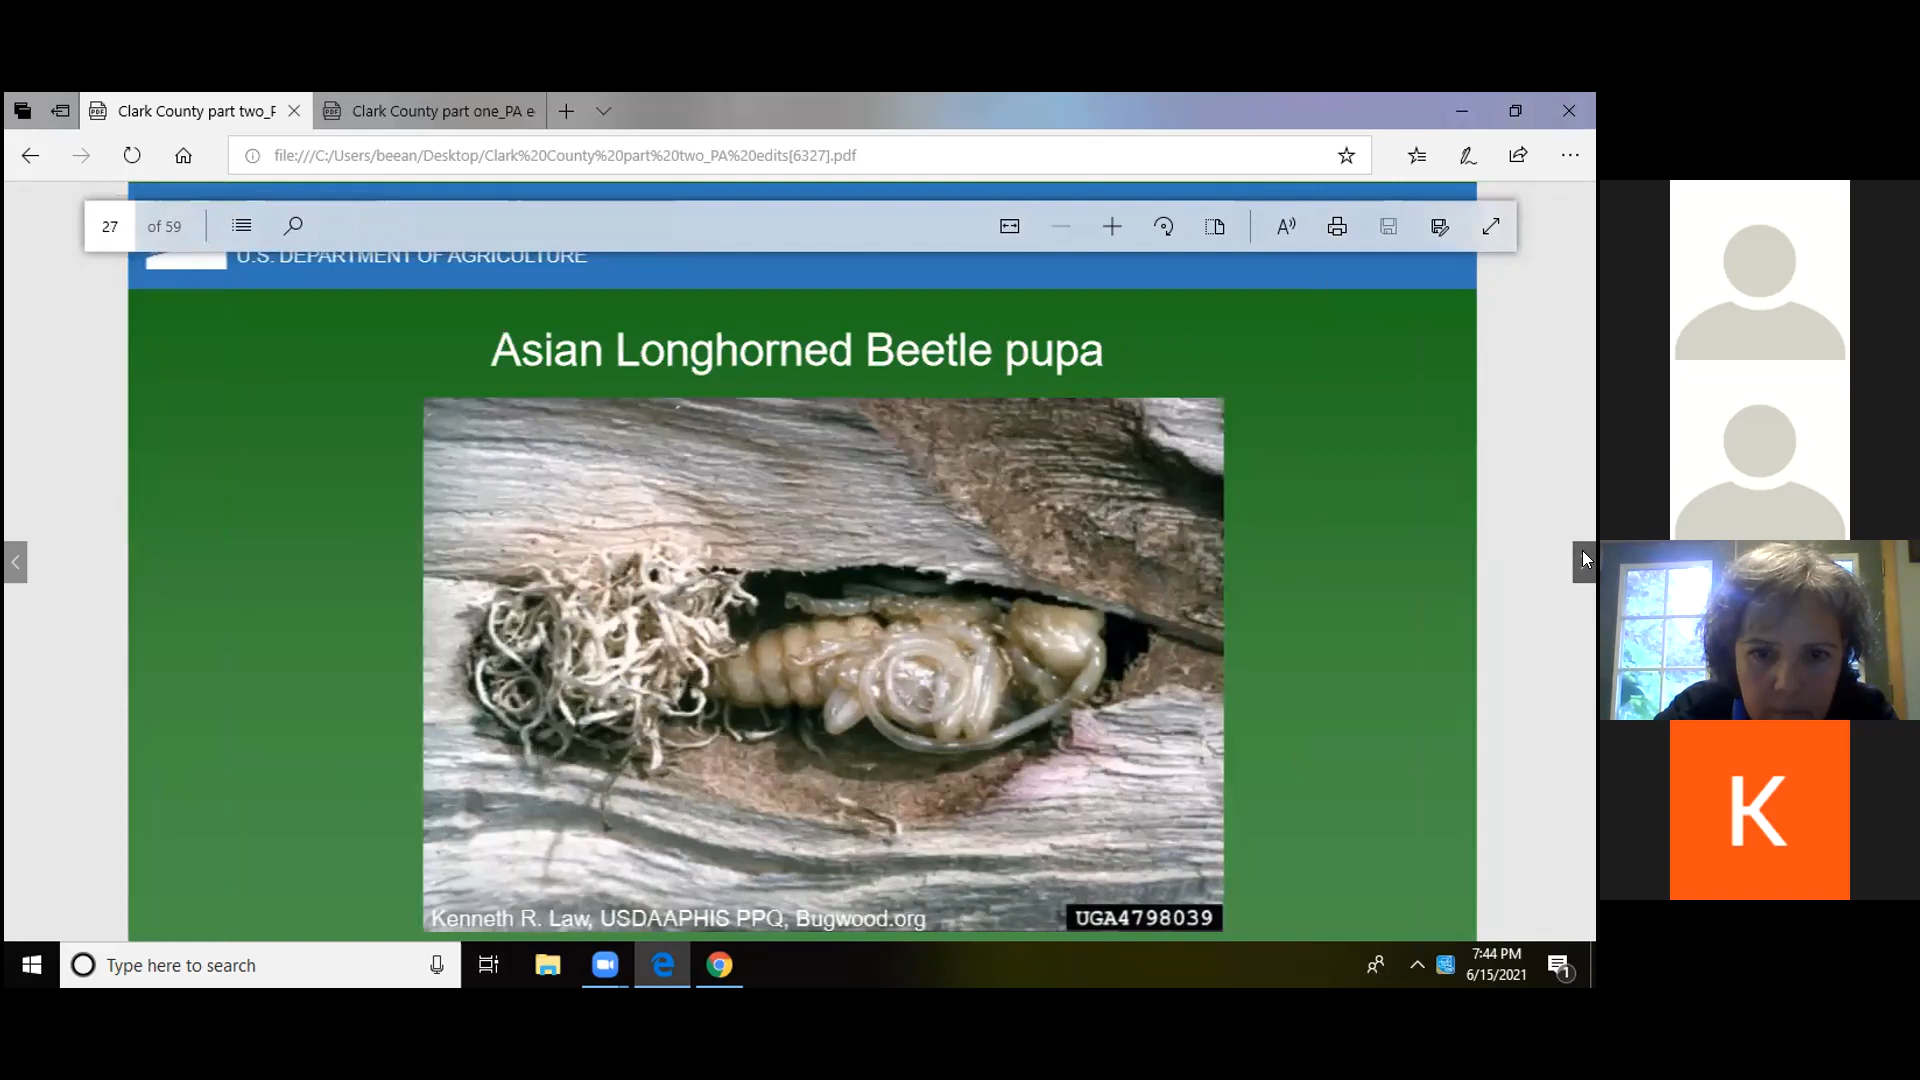 Clark County part two_P
Clark County part one_PA e
file:///C:/Users/beean/Desktop/Clark%20County%20part%20two_PA%20edits[6327].pdf
27 of 59
U.S. DEPARTMENT OF AGRICULTURE
Asian Longhorned Beetle pupa
Kenneth R. Law, USDAAPHIS PPQ, Bugwood.org
UGA4798039
K
Type here to search
7:44 PM
6/15/2021
1